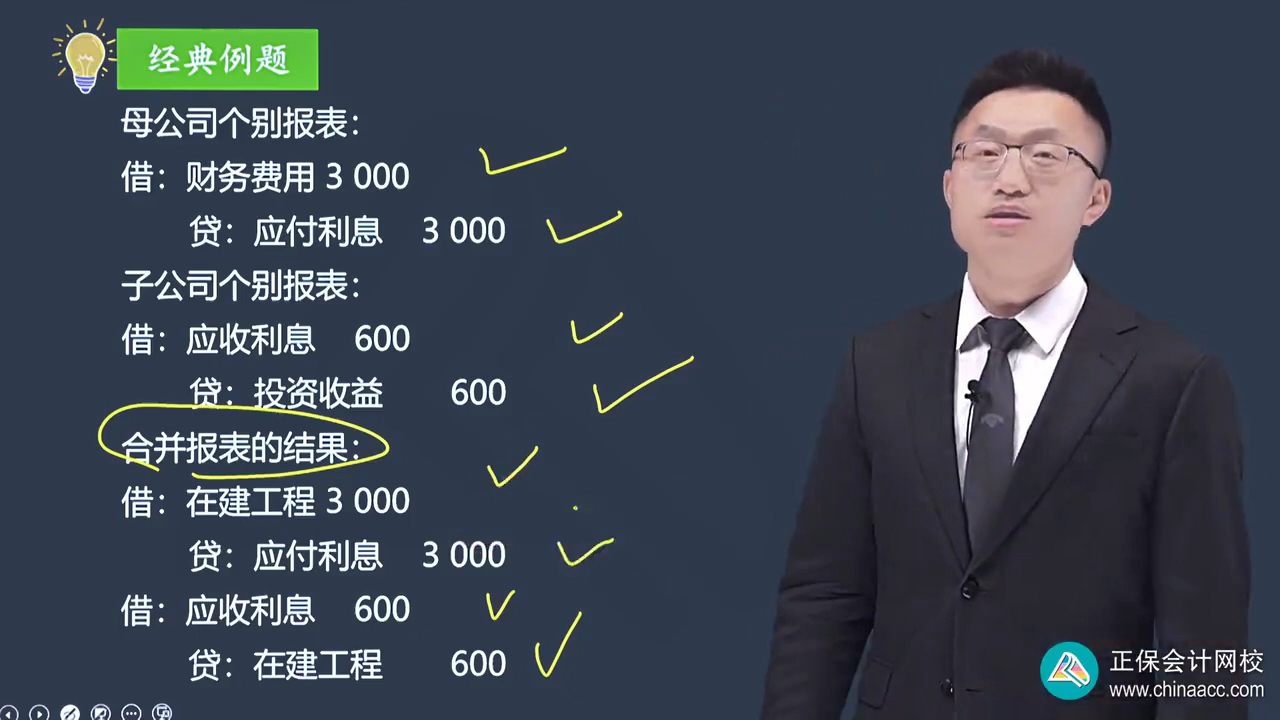 经典例题
母公司个别报表：
借：财务费用 3 000
贷：应付利息 3 000
子公司个别报表：
借：应收利息 600
贷：投资收益 600
合并报表的结果：
借：在建工程 3 000
贷：应付利息 3 000
借：应收利息 600
贷：在建工程 600
正保会计网校
www.chinaacc.com